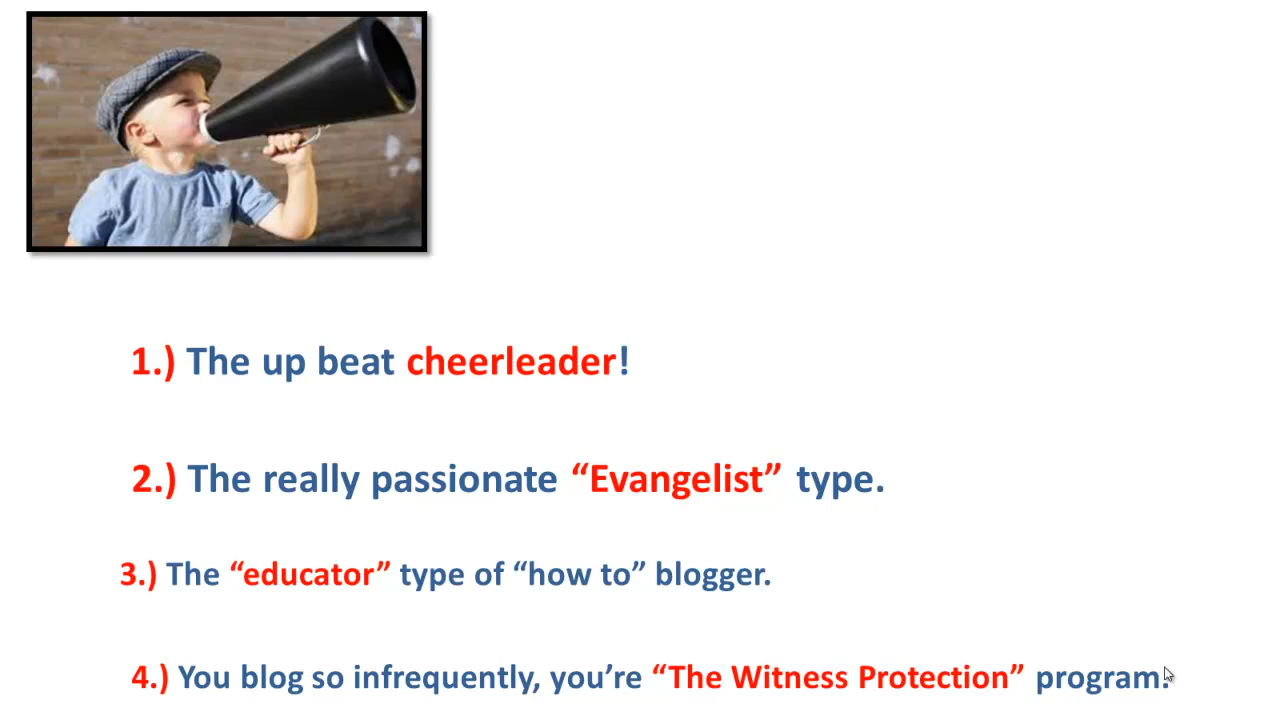 1.) The up beat cheerleader!
2.) The really passionate “Evangelist” type.
3.) The “educator” type of “how to” blogger.
4.) You blog so infrequently, you’re “The Witness Protection” program.